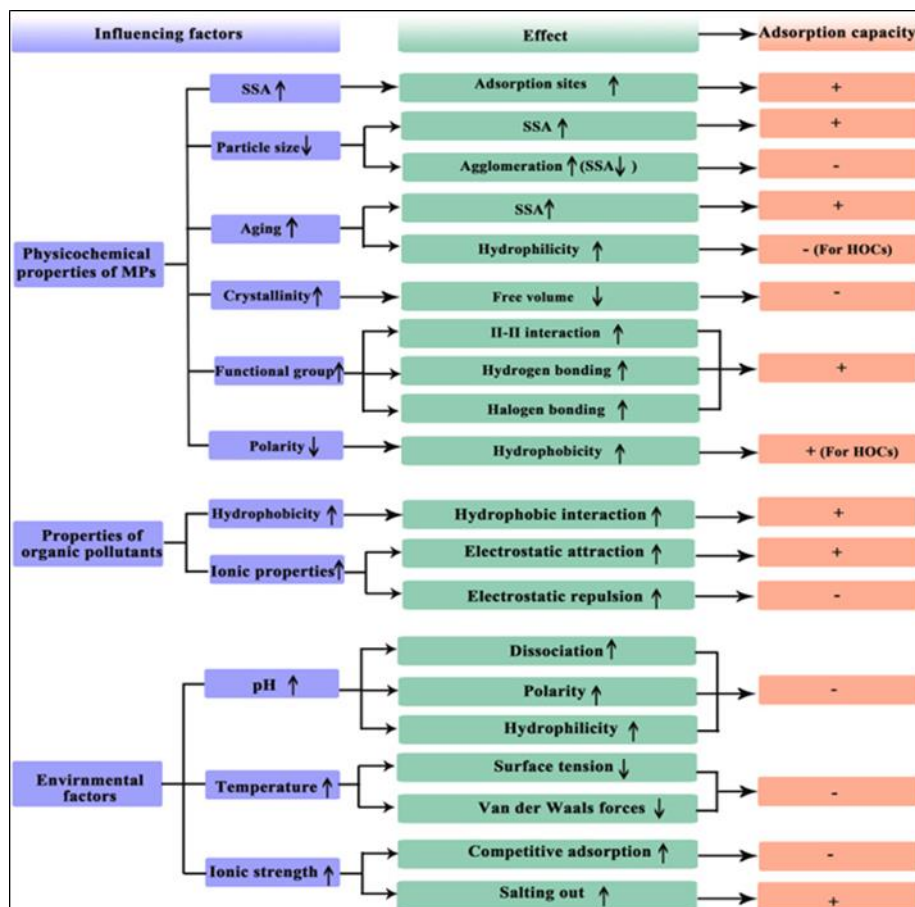 Influencing factors
Effect
Adsorption capacity
SSA ↑
Adsorption sites ↑
+
Particle size ↓
SSA ↑
+
Agglomeration ↑ (SSA ↓ )
-
Aging ↑
SSA ↑
+
Hydrophilicity ↑
- (For HOCs)
Physicochemical
properties of MPs
Crystallinity ↑
Free volume ↓
-
Functional group ↑
II-II interaction ↑
Hydrogen bonding ↑
Halogen bonding ↑
+
Polarity ↓
Hydrophobicity ↑
+ (For HOCs)
Properties of
organic pollutants
Hydrophobicity ↑
Hydrophobic interaction ↑
+
Ionic properties ↑
Electrostatic attraction ↑
+
Electrostatic repulsion ↑
-
Envirnmental
factors
pH ↑
Dissociation ↑
Polarity ↑
Hydrophilicity ↑
-
Temperature ↑
Surface tension ↓
Van der Waals forces ↓
-
Ionic strength ↑
Competitive adsorption ↑
-
Salting out ↑
+